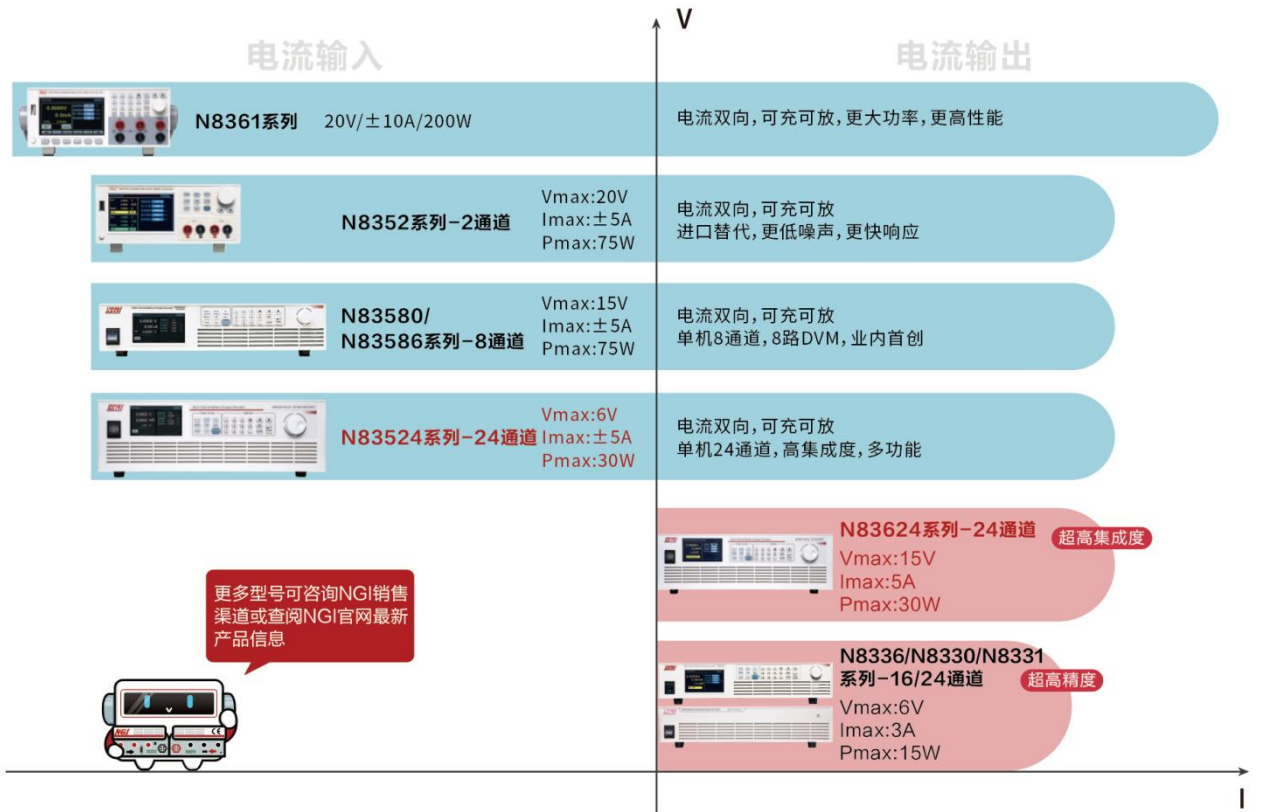 V
电流输入
电流输出
N8361系列 20V/±10A/200W
电流双向,可充可放,更大功率,更高性能
N8352系列-2通道
Vmax:20V
Imax:±5A
Pmax:75W
电流双向,可充可放
进口替代,更低噪声,更快响应
N83580/
N83586系列-8通道
Vmax:15V
Imax:±5A
Pmax:75W
电流双向,可充可放
单机8通道,8路DVM,业内首创
N83524系列-24通道
Vmax:6V
Imax:±5A
Pmax:30W
电流双向,可充可放
单机24通道,高集成度,多功能
N83624系列-24通道
超高集成度
Vmax:15V
Imax:5A
Pmax:30W
更多型号可咨询NGI销售
渠道或查阅NGI官网最新
产品信息
N8336/N8330/N8331
系列-16/24通道
超高精度
Vmax:6V
Imax:3A
Pmax:15W
NGI
CE
I